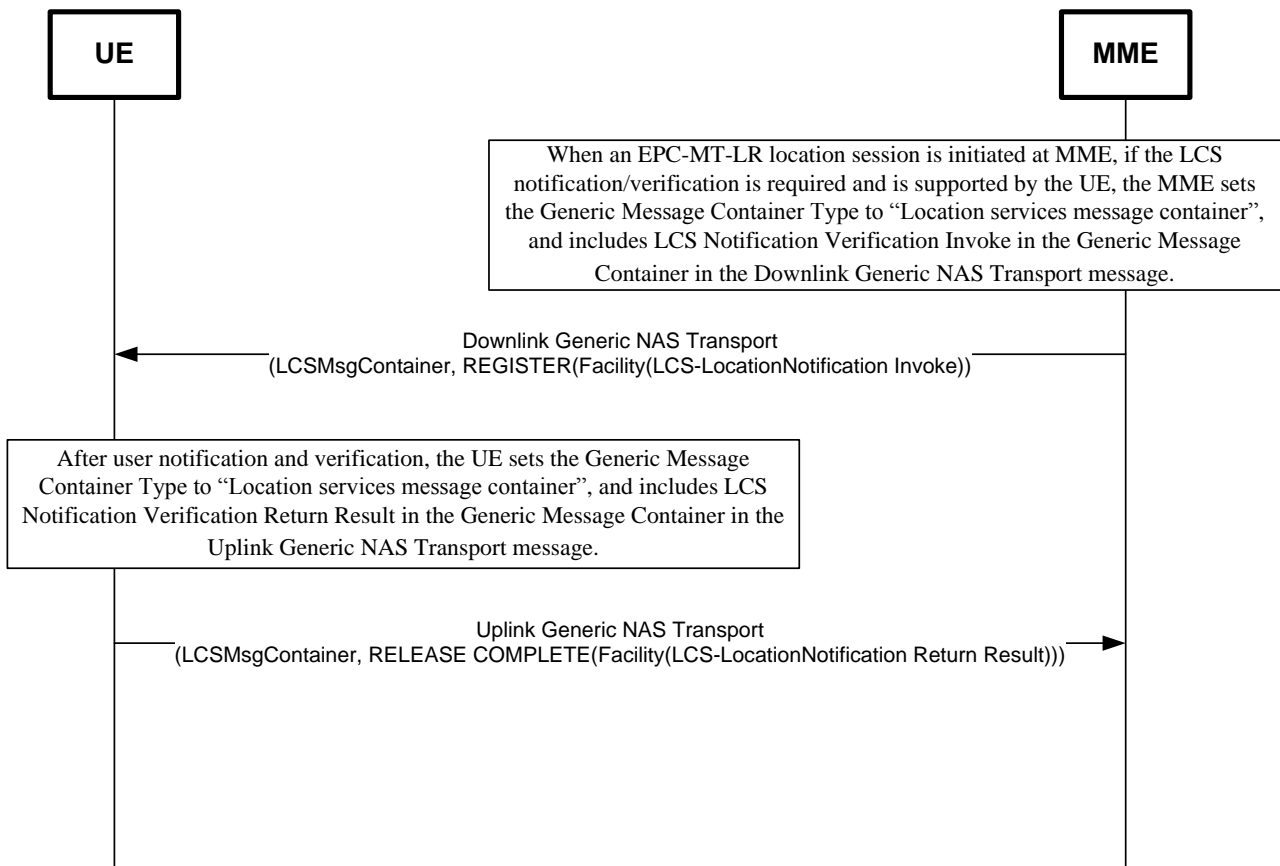 UE
MME
When an EPC-MT-LR location session is initiated at MME, if the LCS
notification/verification is required and is supported by the UE, the MME sets
the Generic Message Container Type to “Location services message container”,
and includes LCS Notification Verification Invoke in the Generic Message
Container in the Downlink Generic NAS Transport message.
Downlink Generic NAS Transport
(LCSMsgContainer, REGISTER(Facility(LCS-LocationNotification Invoke))
After user notification and verification, the UE sets the Generic Message
Container Type to “Location services message container”, and includes LCS
Notification Verification Return Result in the Generic Message Container in the
Uplink Generic NAS Transport message.
Uplink Generic NAS Transport
(LCSMsgContainer, RELEASE COMPLETE(Facility(LCS-LocationNotification Return Result)))